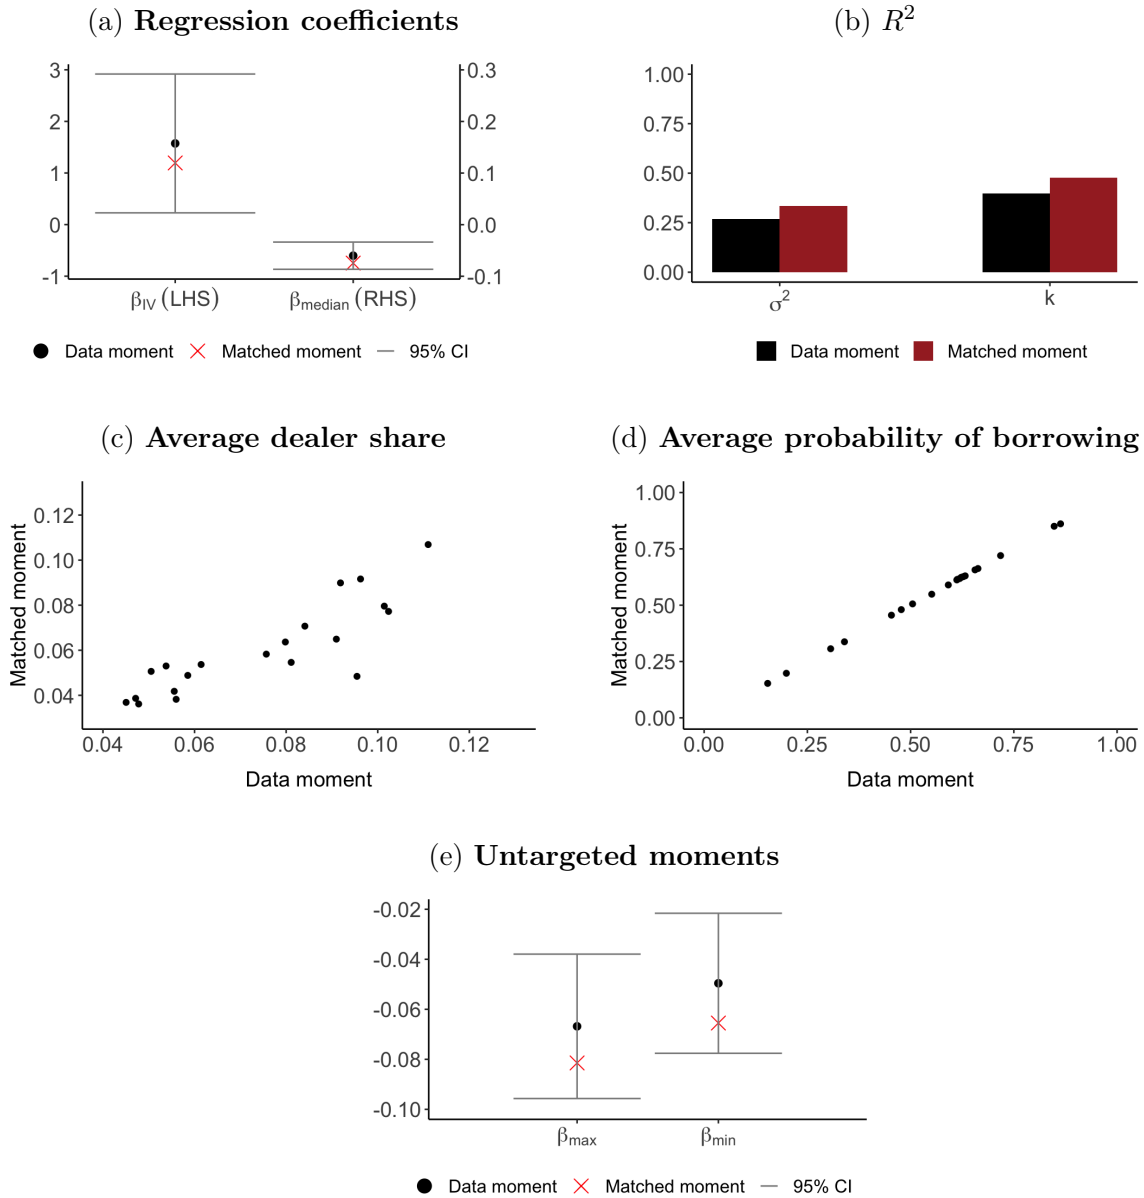 (a) Regression coefficients
3
2
1
0
-1
0.3
0.2
0.1
0.0
-0.1
βIV (LHS)
βmedian (RHS)
Data moment
Matched moment
95% CI
(b) R²
1.00
0.75
0.50
0.25
0.00
σ²
k
Data moment
Matched moment
(c) Average dealer share
Matched moment
0.12
0.10
0.08
0.06
0.04
0.04 0.06 0.08 0.10 0.12
Data moment
(d) Average probability of borrowing
Matched moment
1.00
0.75
0.50
0.25
0.00
0.00 0.25 0.50 0.75 1.00
Data moment
(e) Untargeted moments
-0.02
-0.04
-0.06
-0.08
-0.10
βmax
βmin
Data moment
Matched moment
95% CI